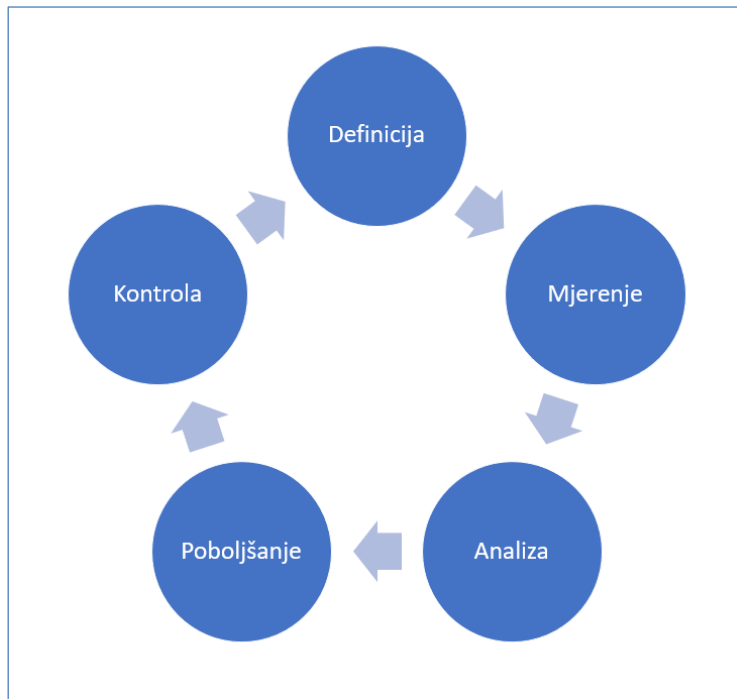 Definicija
Mjerenje
Analiza
Poboljšanje
Kontrola